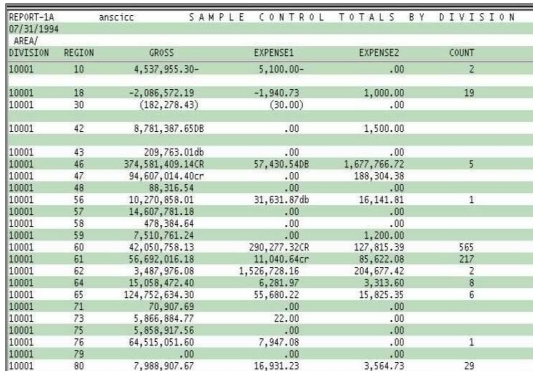 REPORT-1A anscicc S A M P L E C O N T R O L T O T A L S B Y D I V I S I O N
07/31/1994
AREA/
DIVISION REGION GROSS EXPENSE1 EXPENSE2 COUNT
10001 10 4,537,955.30- 5,100.00- .00 2
10001 18 -2,086,572.19 -1,940.73 1,000.00 19
10001 30 (182,278.43) (30.00) .00
10001 42 8,781,387.65DB .00 1,500.00
10001 43 209,763.01db .00 .00
10001 46 374,581,409.14CR 57,430.54DB 1,677,766.72 5
10001 47 94,607,014.40cr .00 188,304.38
10001 48 88,316.54 .00 .00
10001 56 10,270,858.01 31,631.87db 16,141.81 1
10001 57 14,607,781.18 .00 .00
10001 58 478,384.64 .00 .00
10001 59 7,510,761.24 .00 1,200.00
10001 60 42,050,758.13 290,277.32CR 127,815.39 565
10001 61 56,692,016.18 11,040.64cr 85,622.08 217
10001 62 3,487,976.08 1,526,728.16 204,677.42 2
10001 64 15,058,472.40 6,281.97 3,313.60 8
10001 65 124,752,634.30 55,680.22 15,825.35 6
10001 71 70,907.69 .00 .00
10001 73 5,866,884.77 22.00 .00
10001 75 5,858,917.56 .00 .00
10001 76 64,515,051.60 7,947.08 .00 1
10001 79 .00 .00 .00
10001 80 7,988,907.67 16,931.23 3,564.73 29